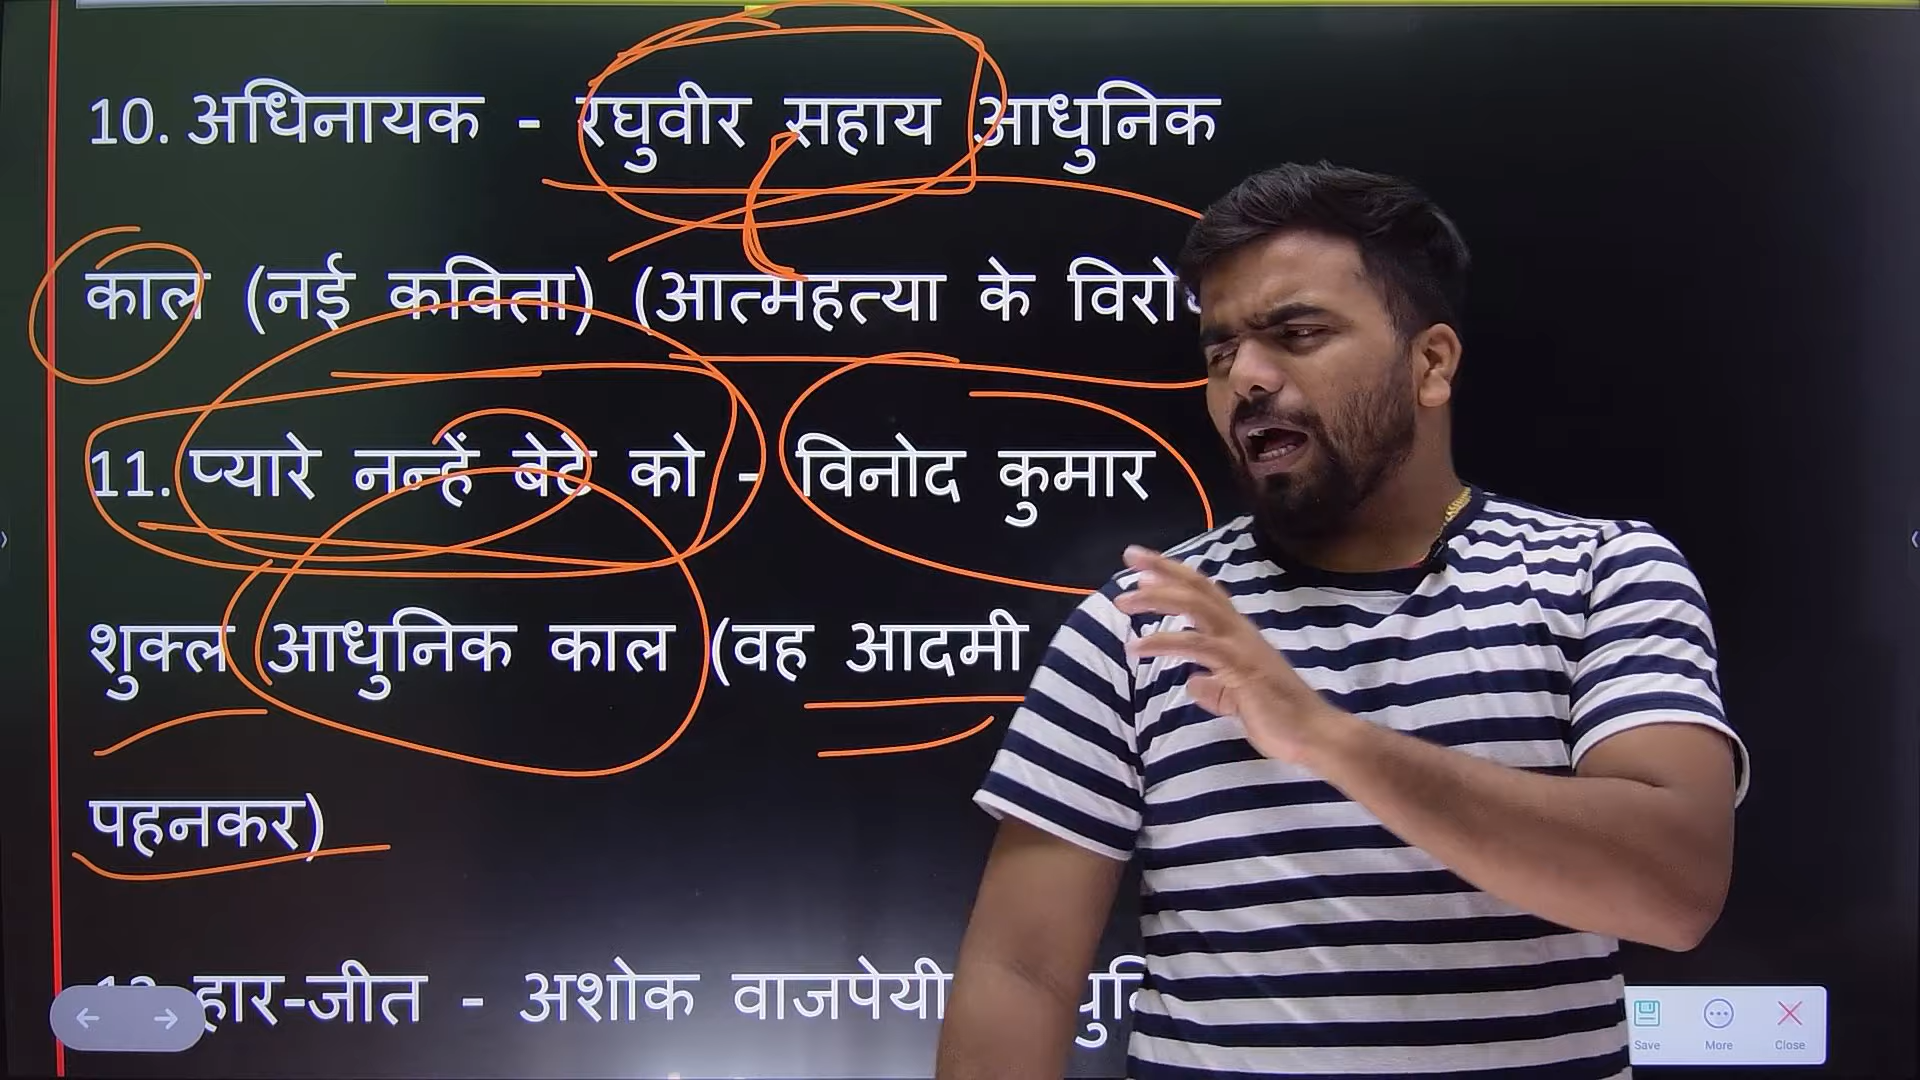 10. अधिनायक - रघुवीर सहाय आधुनिक
काल (नई कविता) (आत्महत्या के
11. प्यारे नन्हें बेटे को - विनोद कुमार
शुक्ल आधुनिक काल (वह आदमी
पहनकर)
हार-जीत - अशोक वाजपेयी
Save More Close